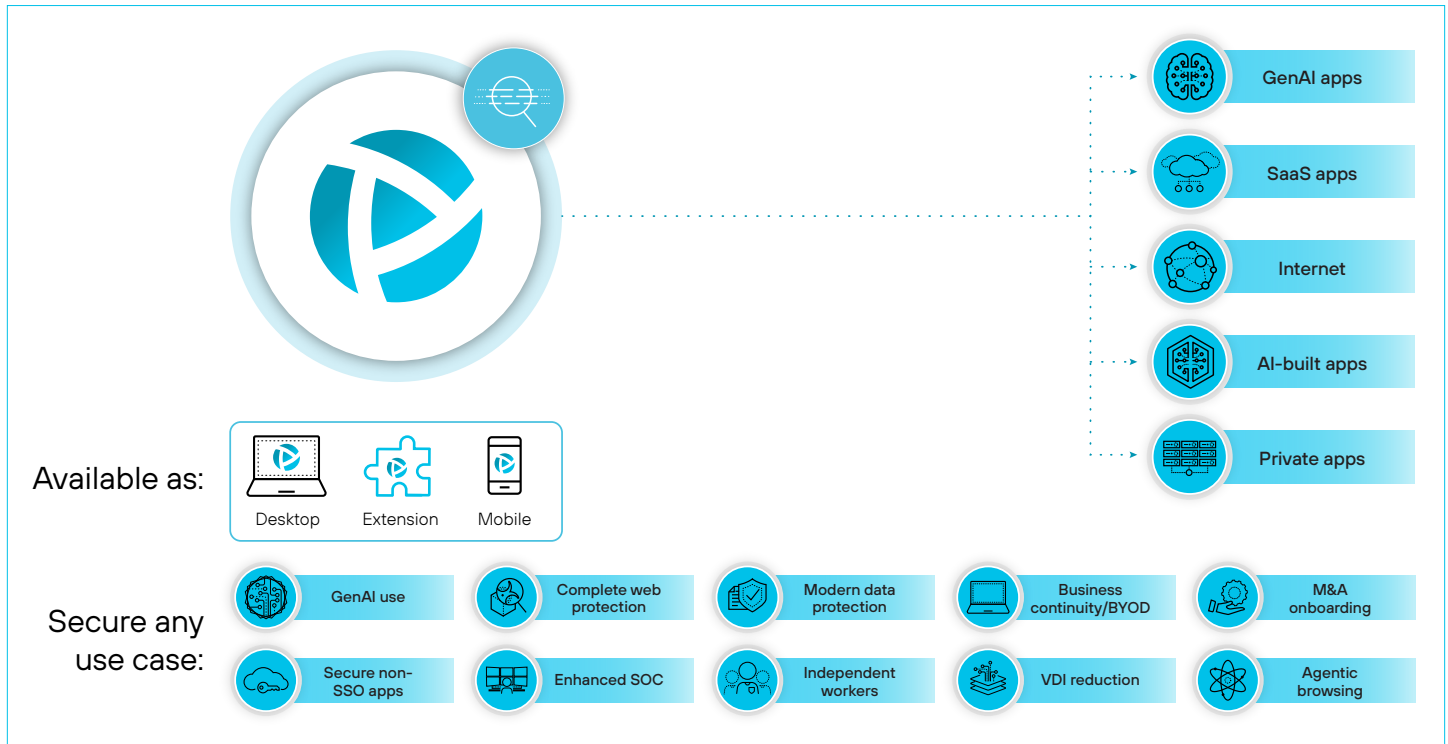 GenAI apps
SaaS apps
Internet
AI-built apps
Private apps
Available as:
Desktop
Extension
Mobile
Secure any
use case:
GenAI use
Complete web
protection
Modern data
protection
Business
continuity/BYOD
M&A
onboarding
Secure non-
SSO apps
Enhanced SOC
Independent
workers
VDI reduction
Agentic
browsing